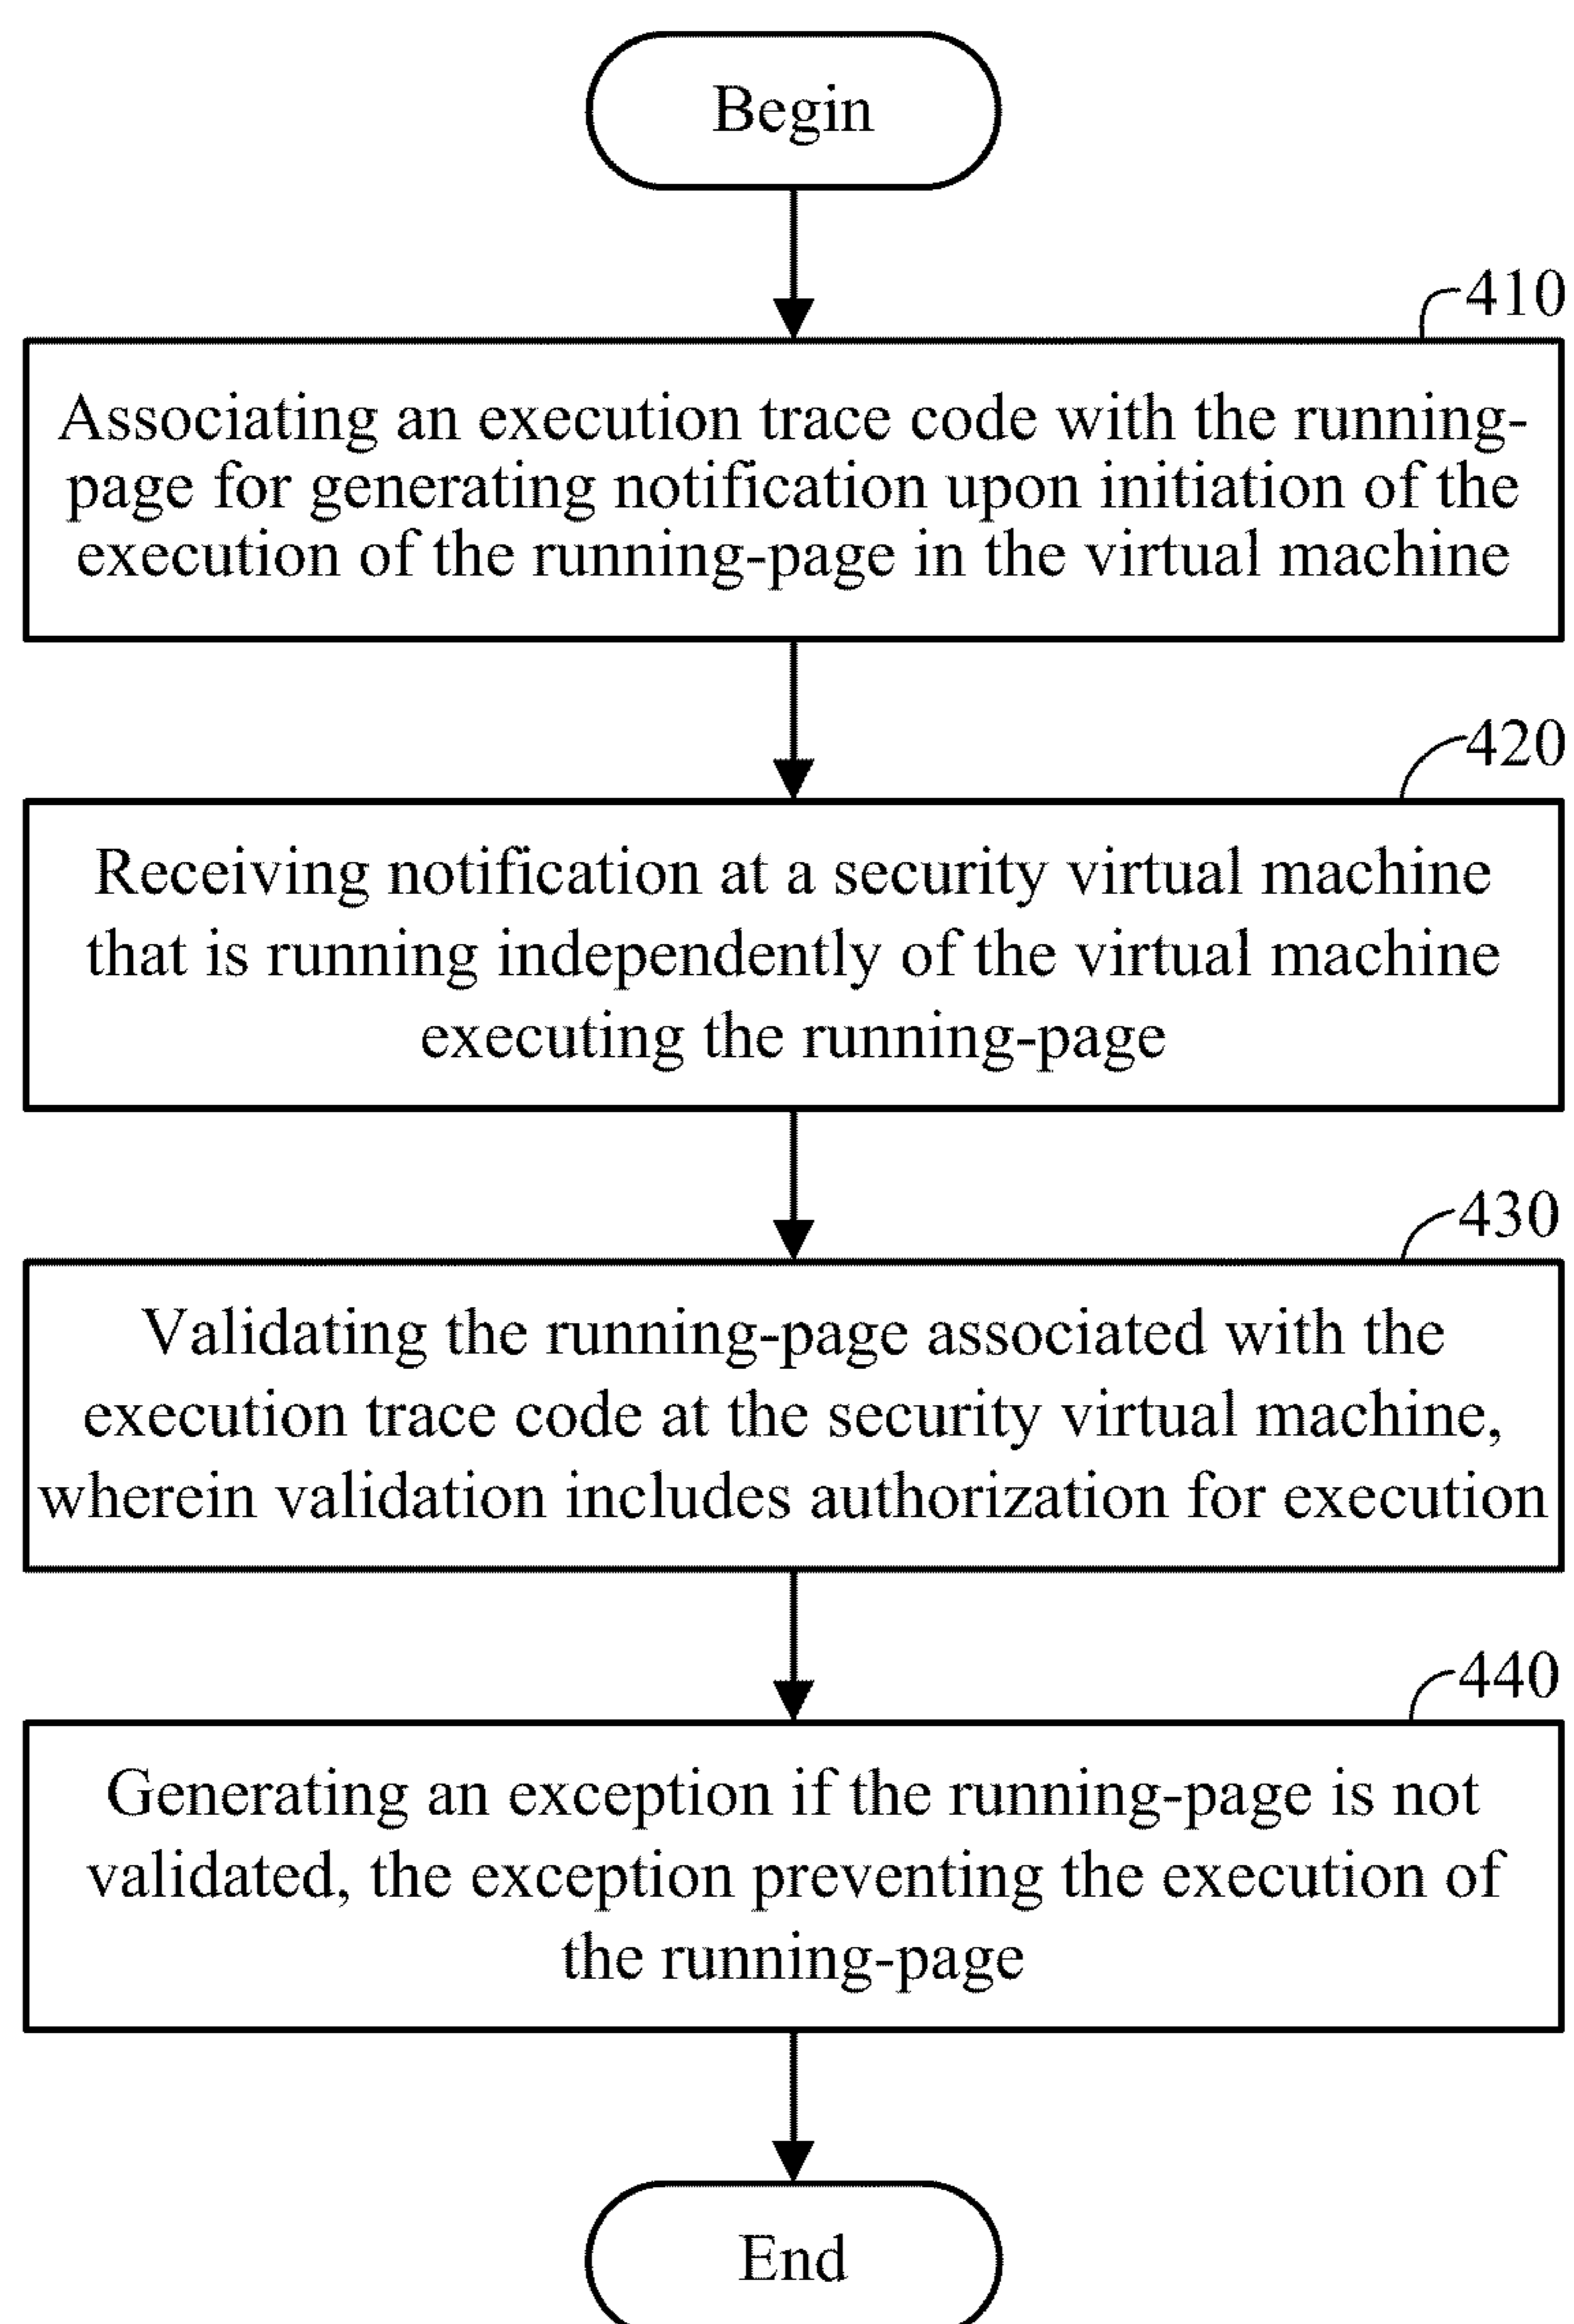 Begin
410
Associating an execution trace code with the running-
page for generating notification upon initiation of the
execution of the running-page in the virtual machine
420
Receiving notification at a security virtual machine
that is running independently of the virtual machine
executing the running-page
430
Validating the running-page associated with the
execution trace code at the security virtual machine,
wherein validation includes authorization for execution
440
Generating an exception if the running-page is not
validated, the exception preventing the execution of
the running-page
End